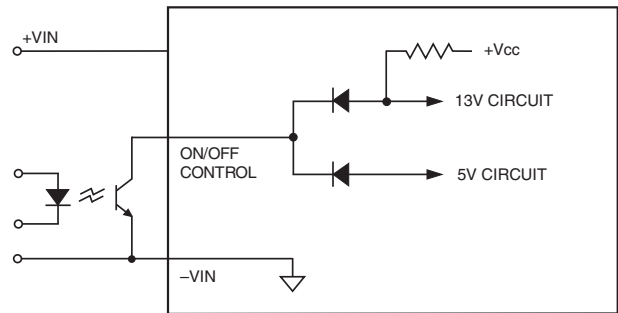 +VIN
+Vcc
13V CIRCUIT
ON/OFF
CONTROL
5V CIRCUIT
–VIN